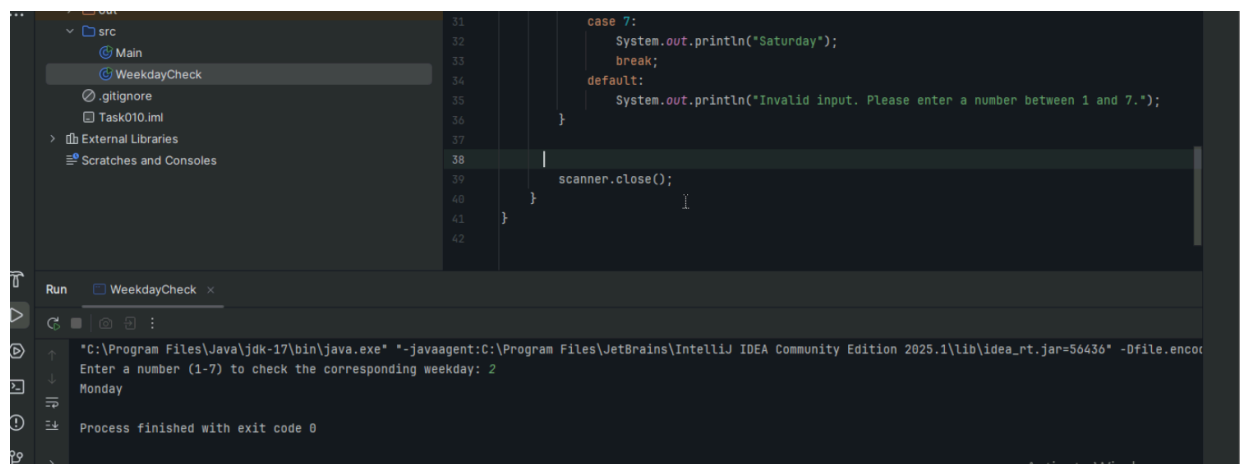 out
src
Main
WeekdayCheck
.gitignore
Task010.iml
External Libraries
Scratches and Consoles
31 case 7:
32 System.out.println("Saturday");
33 break;
34 default:
35 System.out.println("Invalid input. Please enter a number between 1 and 7.");
36 }
37
38
39 scanner.close();
40 }
41 }
42
Run WeekdayCheck ×
"C:\Program Files\Java\jdk-17\bin\java.exe" "-javaagent:C:\Program Files\JetBrains\IntelliJ IDEA Community Edition 2025.1\lib\idea_rt.jar=56436" -Dfile.encod
Enter a number (1-7) to check the corresponding weekday: 2
Monday
Process finished with exit code 0